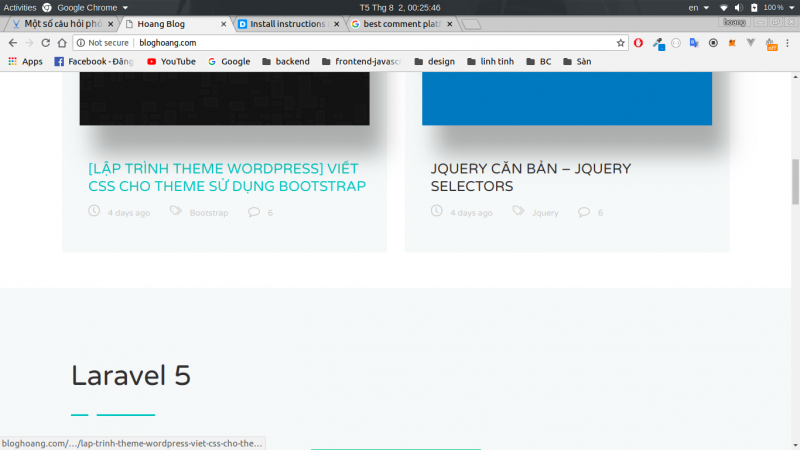 Activities Google Chrome T5 Thg 8 2, 00:25:46 en 100 %
Một số câu hỏi phỏ Hoang Blog Install instructions best comment platf hoang
Not secure bloghoang.com off
Apps Facebook - Đăng YouTube Google backend frontend-javasc design linh tinh BC Sàn
[LẬP TRÌNH THEME WORDPRESS] VIẾT
CSS CHO THEME SỬ DỤNG BOOTSTRAP
4 days ago Bootstrap 6
JQUERY CĂN BẢN – JQUERY
SELECTORS
4 days ago Jquery 6
Laravel 5
bloghoang.com/…/lap-trinh-theme-wordpress-viet-css-cho-the…